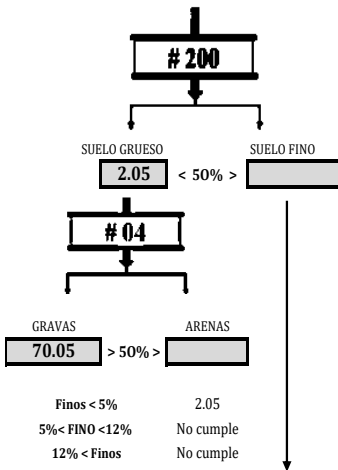 # 200
SUELO GRUESO SUELO FINO
2.05 < 50% >
# 04
GRAVAS ARENAS
70.05 > 50% >
Finos < 5% 2.05
5%< FINO <12% No cumple
12% < Finos No cumple